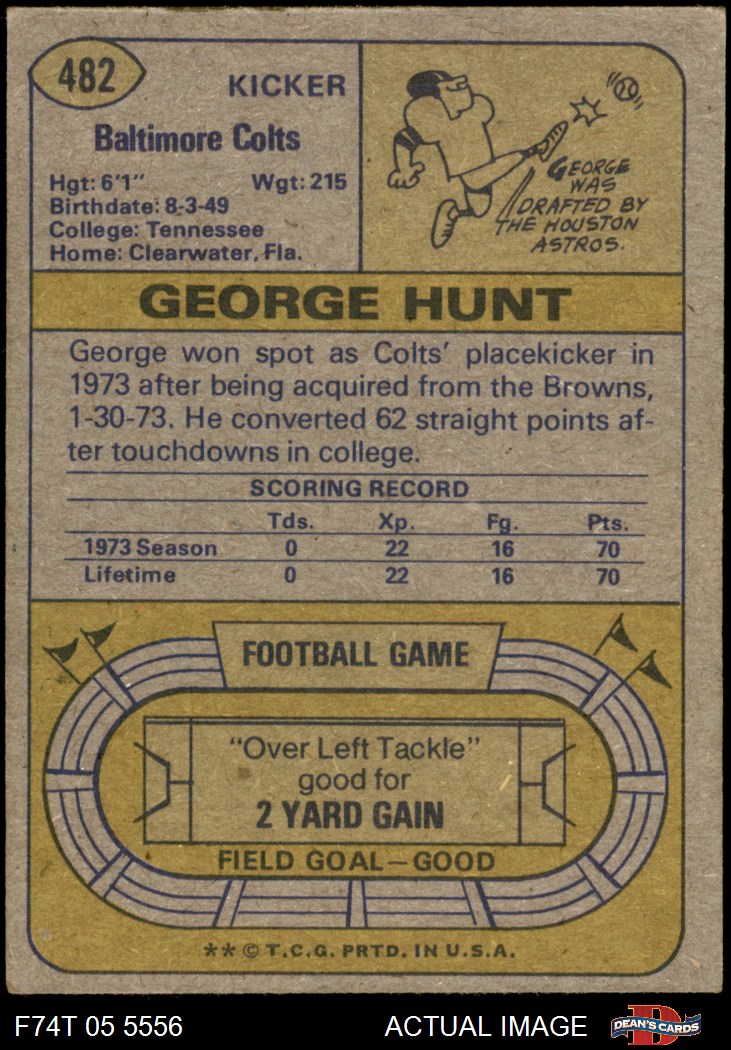 482
KICKER
Baltimore Colts
Hgt: 6'1" Wgt: 215
Birthdate: 8-3-49
College: Tennessee
Home: Clearwater, Fla.
GEORGE
WAS
DRAFTED BY
THE HOUSTON
ASTROS.
GEORGE HUNT
George won spot as Colts' placekicker in
1973 after being acquired from the Browns,
1-30-73. He converted 62 straight points af-
ter touchdowns in college.
SCORING RECORD
Tds. Xp. Fg. Pts.
1973 Season 0 22 16 70
Lifetime 0 22 16 70
FOOTBALL GAME
"Over Left Tackle"
good for
2 YARD GAIN
FIELD GOAL—GOOD
** © T.C.G. PRTD. IN U.S.A.
F74T 05 5556 ACTUAL IMAGE D DEAN'S CARDS